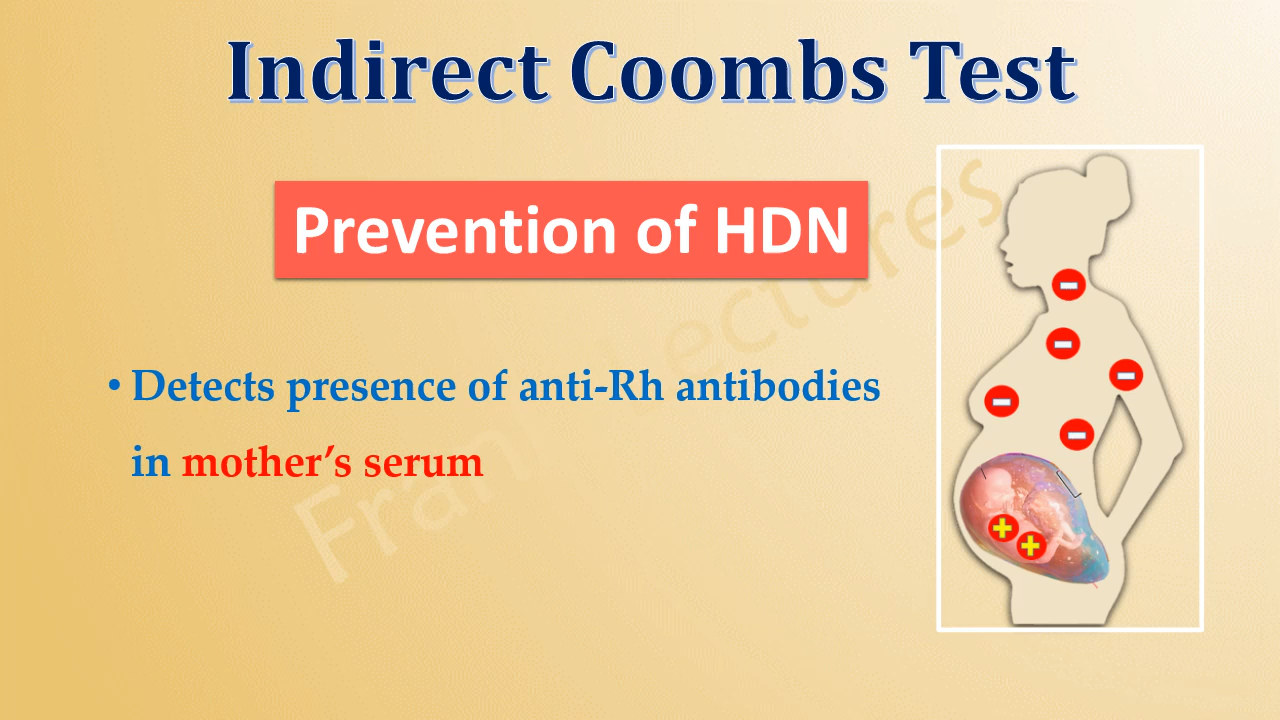 Indirect Coombs Test
Prevention of HDN
• Detects presence of anti-Rh antibodies
in mother’s serum